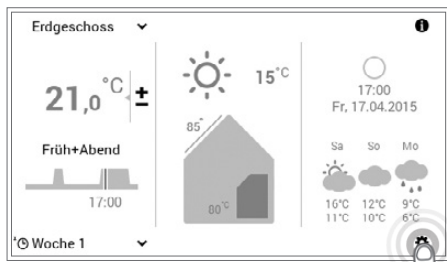 Erdgeschoss
21,0 °C ±
Früh+Abend
17:00
Woche 1
15°C
85°
80°C
17:00
Fr, 17.04.2015
Sa So Mo
16°C 12°C 9°C
11°C 10°C 6°C